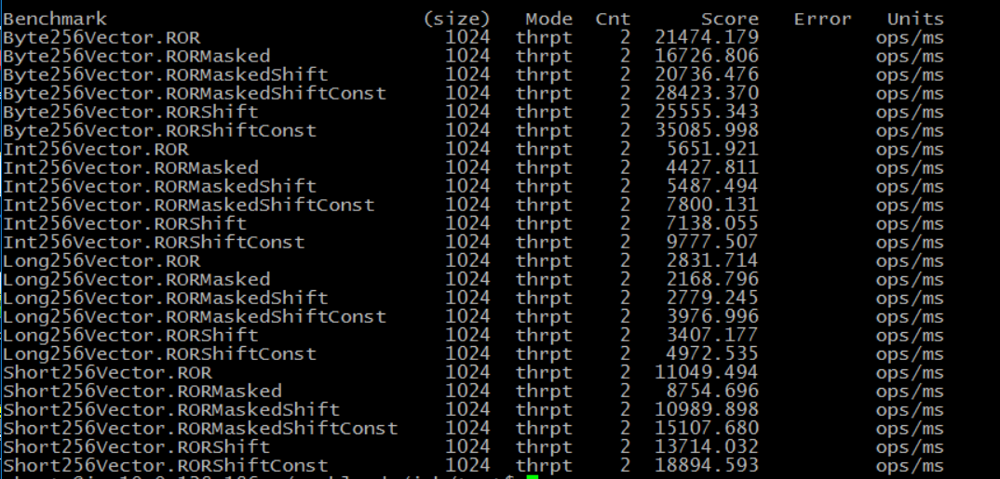 Benchmark (size) Mode Cnt Score Error Units
Byte256Vector.ROR 1024 thrpt 2 21474.179 ops/ms
Byte256Vector.RORMasked 1024 thrpt 2 16726.806 ops/ms
Byte256Vector.RORMaskedShift 1024 thrpt 2 20736.476 ops/ms
Byte256Vector.RORMaskedShiftConst 1024 thrpt 2 28423.370 ops/ms
Byte256Vector.RORShift 1024 thrpt 2 25555.343 ops/ms
Byte256Vector.RORShiftConst 1024 thrpt 2 35085.998 ops/ms
Int256Vector.ROR 1024 thrpt 2 5651.921 ops/ms
Int256Vector.RORMasked 1024 thrpt 2 4427.811 ops/ms
Int256Vector.RORMaskedShift 1024 thrpt 2 5487.494 ops/ms
Int256Vector.RORMaskedShiftConst 1024 thrpt 2 7800.131 ops/ms
Int256Vector.RORShift 1024 thrpt 2 7138.055 ops/ms
Int256Vector.RORShiftConst 1024 thrpt 2 9777.507 ops/ms
Long256Vector.ROR 1024 thrpt 2 2831.714 ops/ms
Long256Vector.RORMasked 1024 thrpt 2 2168.796 ops/ms
Long256Vector.RORMaskedShift 1024 thrpt 2 2779.245 ops/ms
Long256Vector.RORMaskedShiftConst 1024 thrpt 2 3976.996 ops/ms
Long256Vector.RORShift 1024 thrpt 2 3407.177 ops/ms
Long256Vector.RORShiftConst 1024 thrpt 2 4972.535 ops/ms
Short256Vector.ROR 1024 thrpt 2 11049.494 ops/ms
Short256Vector.RORMasked 1024 thrpt 2 8754.696 ops/ms
Short256Vector.RORMaskedShift 1024 thrpt 2 10989.898 ops/ms
Short256Vector.RORMaskedShiftConst 1024 thrpt 2 15107.680 ops/ms
Short256Vector.RORShift 1024 thrpt 2 13714.032 ops/ms
Short256Vector.RORShiftConst 1024 thrpt 2 18894.593 ops/ms